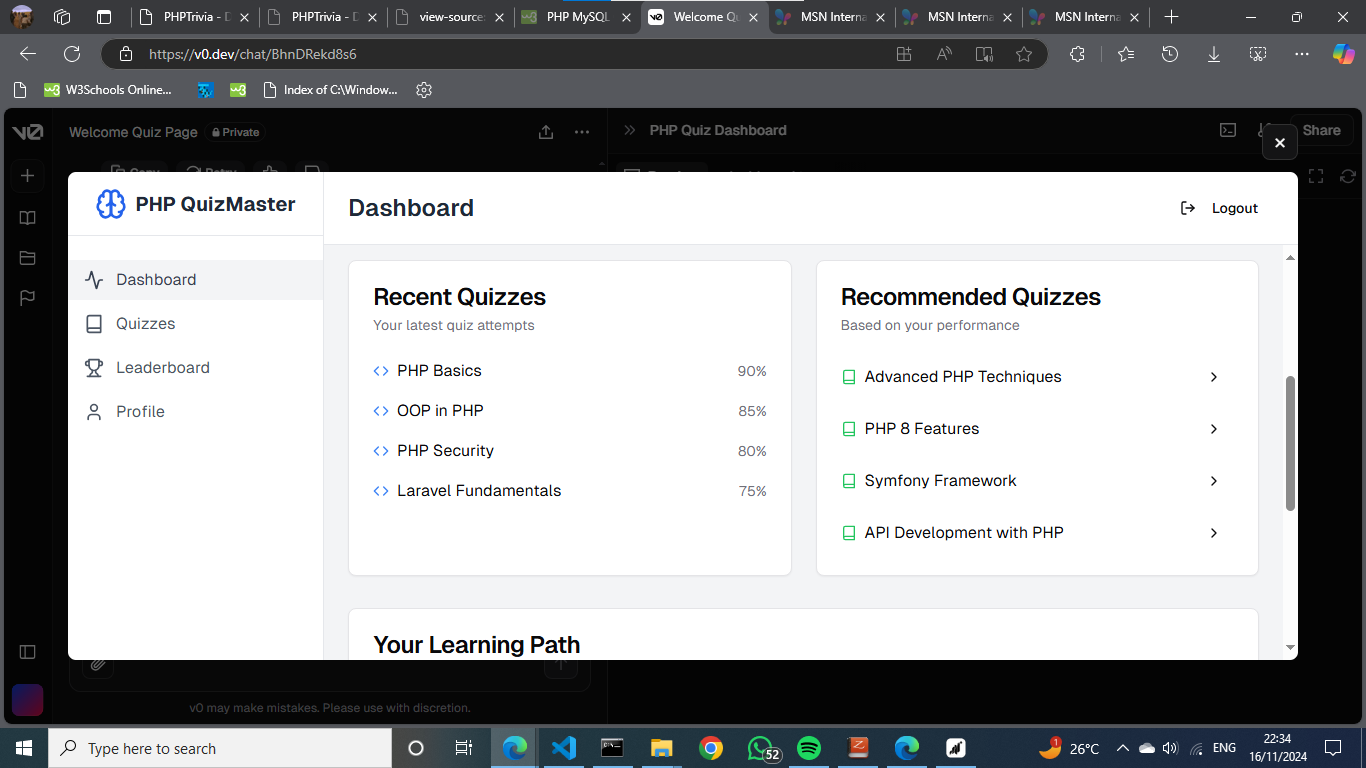 PHPTrivia - D
PHPTrivia - D
view-source:
PHP MySQL
Welcome Qu
MSN Interna
MSN Interna
MSN Interna
https://v0.dev/chat/BhnDRekd8s6
W3Schools Online...
Index of C:\Window...
Welcome Quiz Page
Private
PHP Quiz Dashboard
Share
Copy
Retry
PHP QuizMaster
Dashboard
Logout
Dashboard
Quizzes
Leaderboard
Profile
Recent Quizzes
Your latest quiz attempts
PHP Basics 90%
OOP in PHP 85%
PHP Security 80%
Laravel Fundamentals 75%
Recommended Quizzes
Based on your performance
Advanced PHP Techniques
PHP 8 Features
Symfony Framework
API Development with PHP
Your Learning Path
v0 may make mistakes. Please use with discretion.
Type here to search
52
1
26°C
ENG
22:34
16/11/2024